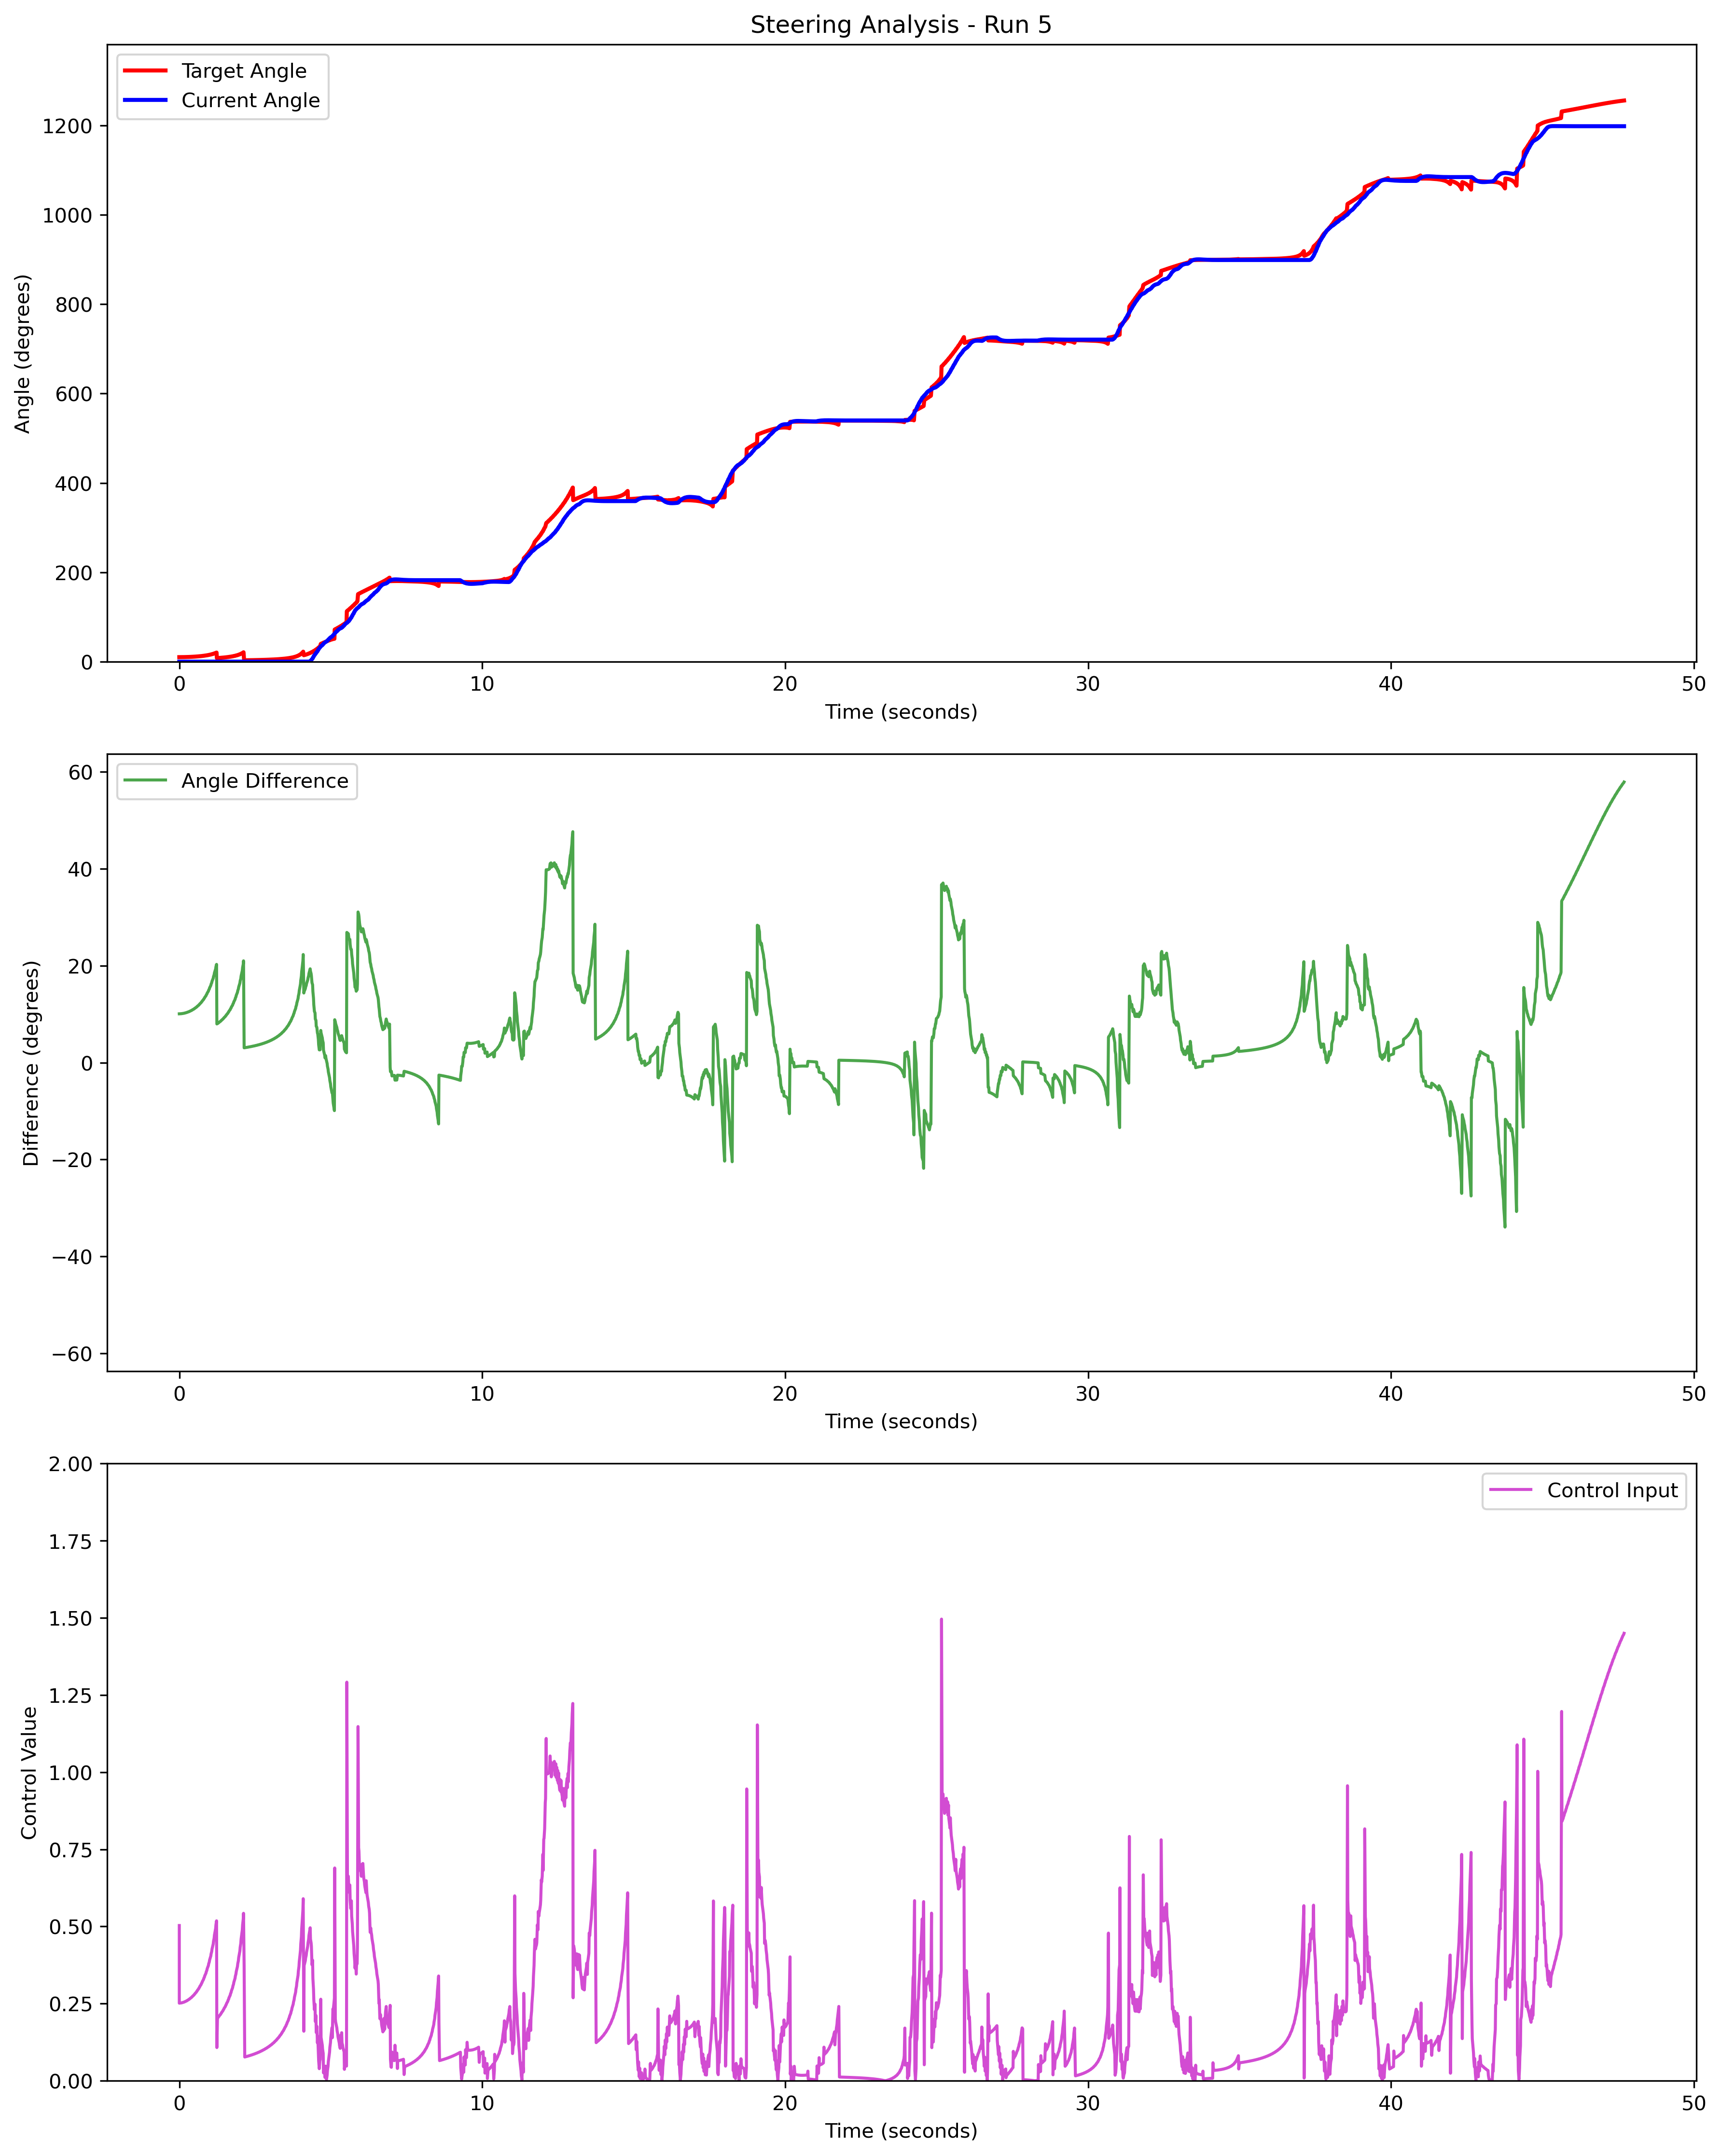 Steering Analysis - Run 5
Target Angle
Current Angle
Angle (degrees)
1200
1000
800
600
400
200
0
0 10 20 30 40 50
Time (seconds)
Angle Difference
Difference (degrees)
60
40
20
0
−20
−40
−60
0 10 20 30 40 50
Time (seconds)
Control Input
Control Value
2.00
1.75
1.50
1.25
1.00
0.75
0.50
0.25
0.00
0 10 20 30 40 50
Time (seconds)